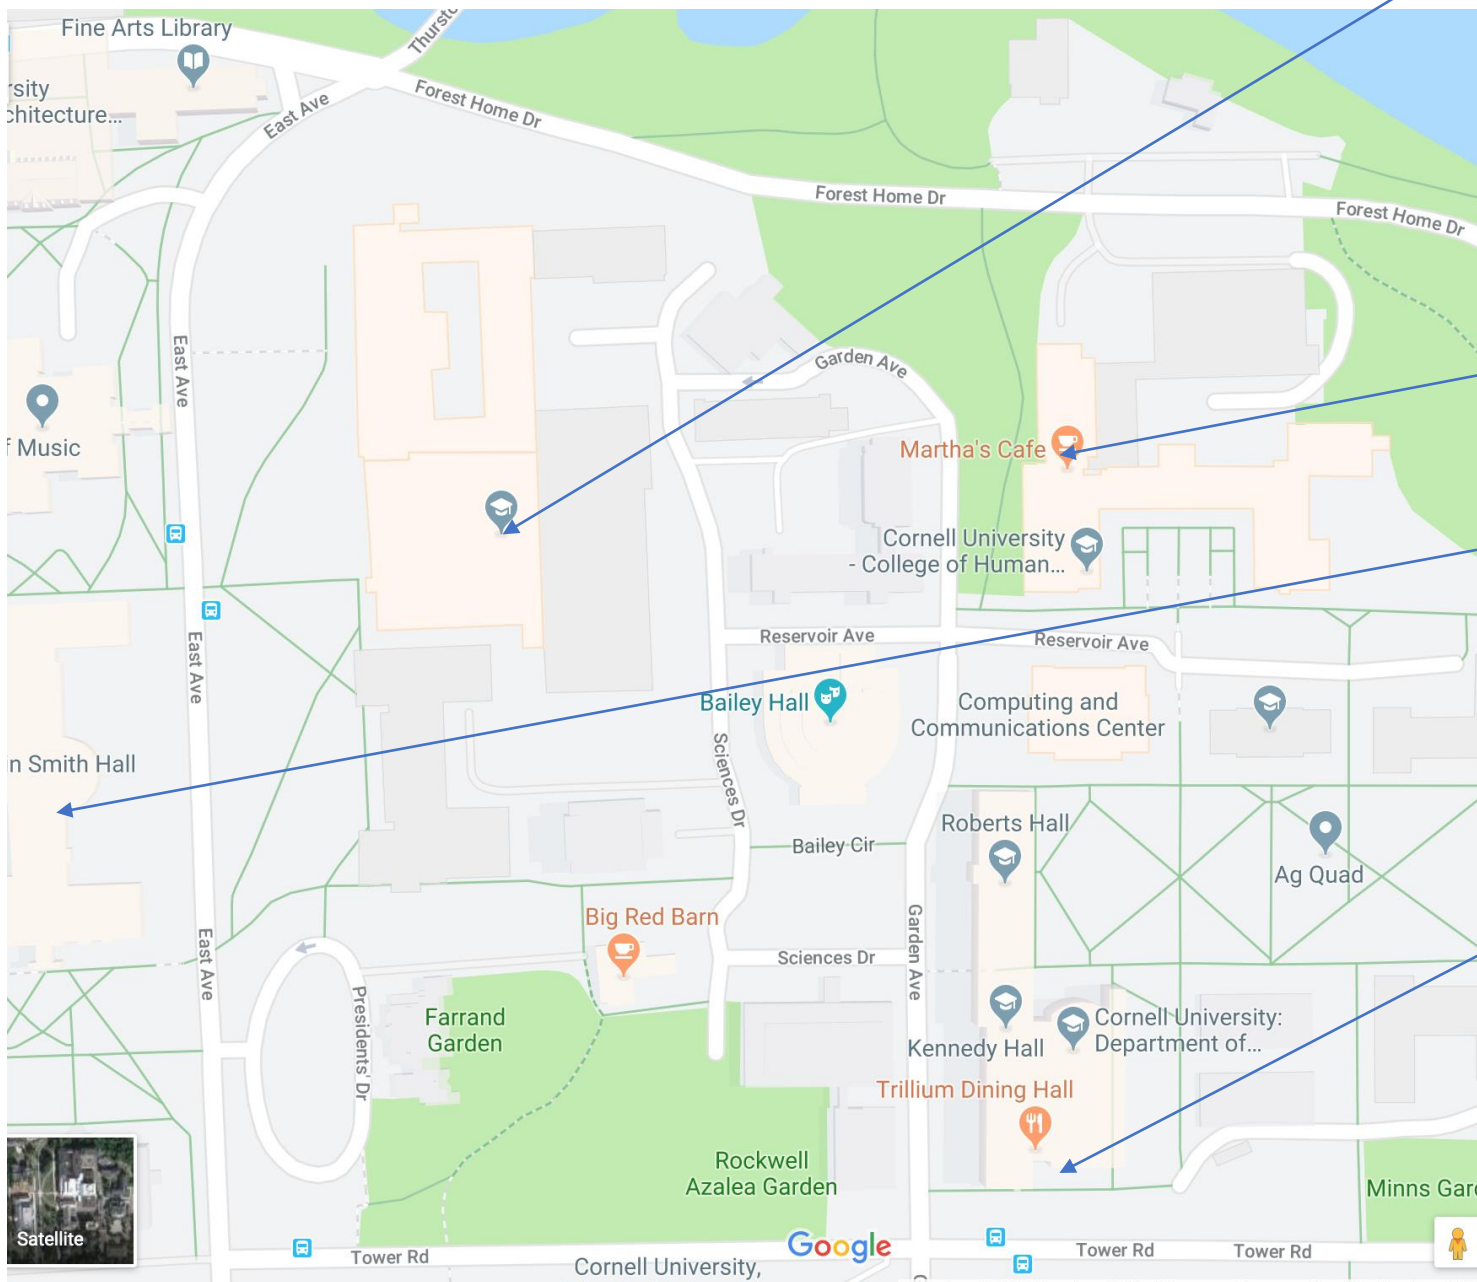 Fine Arts Library
rsity
chitecture...
Thurst
East Ave
Forest Home Dr
Forest Home Dr
Forest Home Dr
East Ave
Garden Ave
f Music
Martha's Cafe
Cornell University
- College of Human...
East Ave
Reservoir Ave
Reservoir Ave
Bailey Hall
Computing and
Communications Center
n Smith Hall
Sciences Dr
Roberts Hall
Bailey Cir
Ag Quad
Big Red Barn
East Ave
Garden Ave
Sciences Dr
Presidents' Dr
Farrand
Garden
Kennedy Hall
Cornell University:
Department of...
Trillium Dining Hall
Rockwell
Azalea Garden
Minns Gar
Satellite
Google
Tower Rd
Tower Rd
Tower Rd
Cornell University,